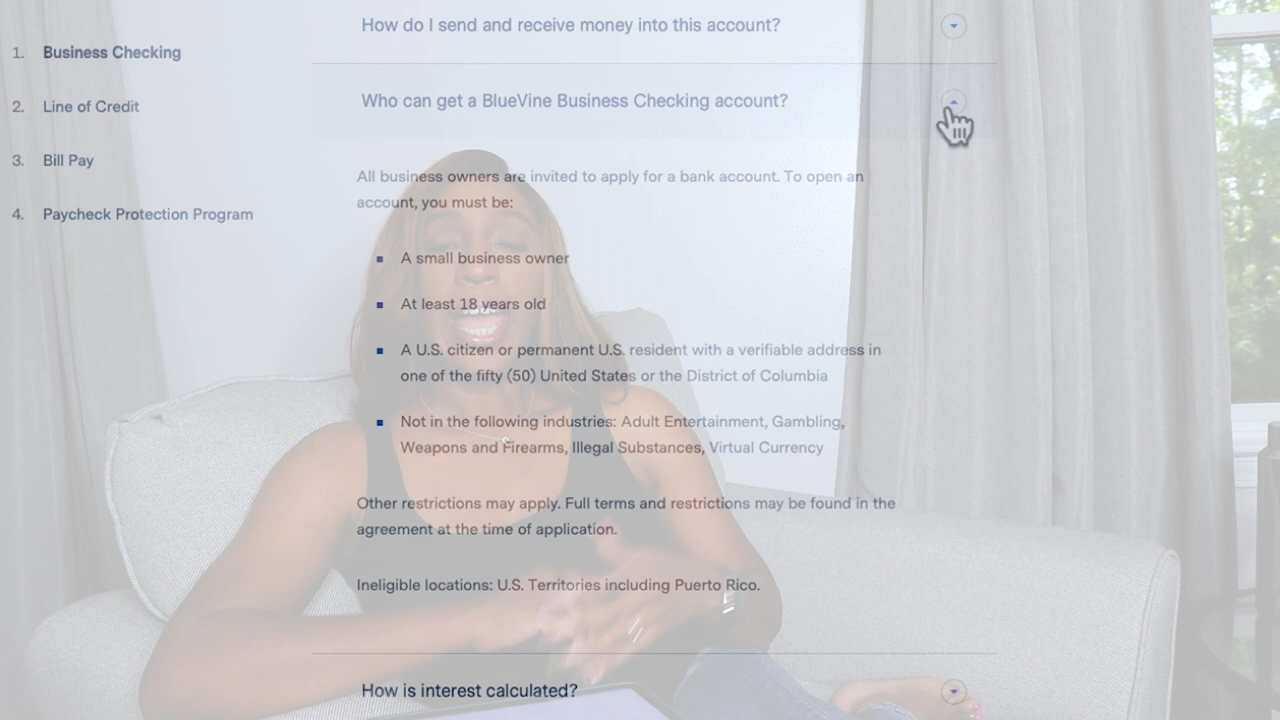 How do I send and receive money into this account?
1. Business Checking
Who can get a BlueVine Business Checking account?
2. Line of Credit
3. Bill Pay
All business owners are invited to apply for a bank account. To open an
account, you must be:
4. Paycheck Protection Program
▪ A small business owner
▪ At least 18 years old
▪ A U.S. citizen or permanent U.S. resident with a verifiable address in
one of the fifty (50) United States or the District of Columbia
▪ Not in the following industries: Adult Entertainment, Gambling,
Weapons and Firearms, Illegal Substances, Virtual Currency
Other restrictions may apply. Full terms and restrictions may be found in the
agreement at the time of application.
Ineligible locations: U.S. Territories including Puerto Rico.
How is interest calculated?